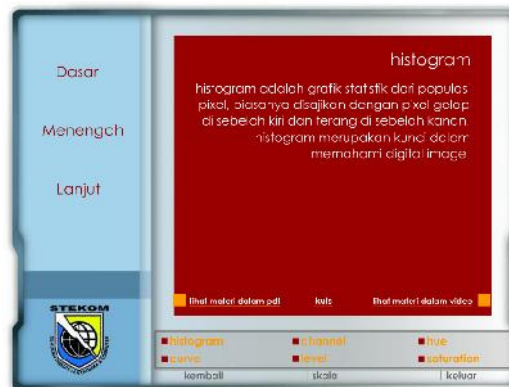 histogram
Dasar
histogram adalah grafik statstik dari populas
pixel, biasanya disajikan dengan pixel gelap
di sebelah kiri dan terang di sebelah kanan.
histogram merupakan kunci dalam
memahami digital image
Menengah
Lanjut
lihat materi dalam pdf kuis lihat materi dalam video
STEKOM
histogram channel hue
curve level saturation
kembali skala keluar